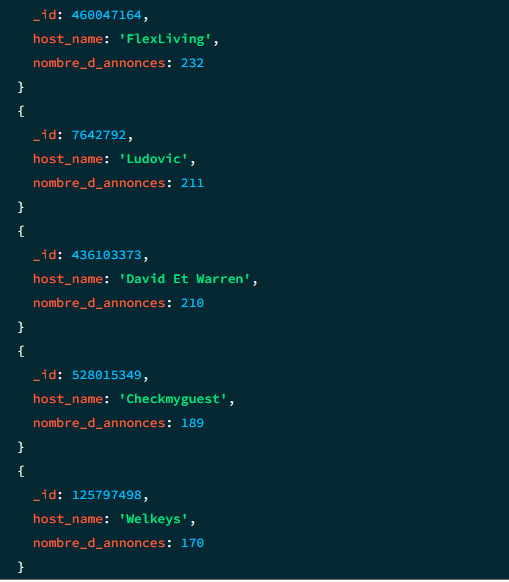 _id: 460047164,
host_name: 'FlexLiving',
nombre_d_annonces: 232
}
{
_id: 7642792,
host_name: 'Ludovic',
nombre_d_annonces: 211
}
{
_id: 436103373,
host_name: 'David Et Warren',
nombre_d_annonces: 210
}
{
_id: 528015349,
host_name: 'Checkmyguest',
nombre_d_annonces: 189
}
{
_id: 125797498,
host_name: 'Welkeys',
nombre_d_annonces: 170
}